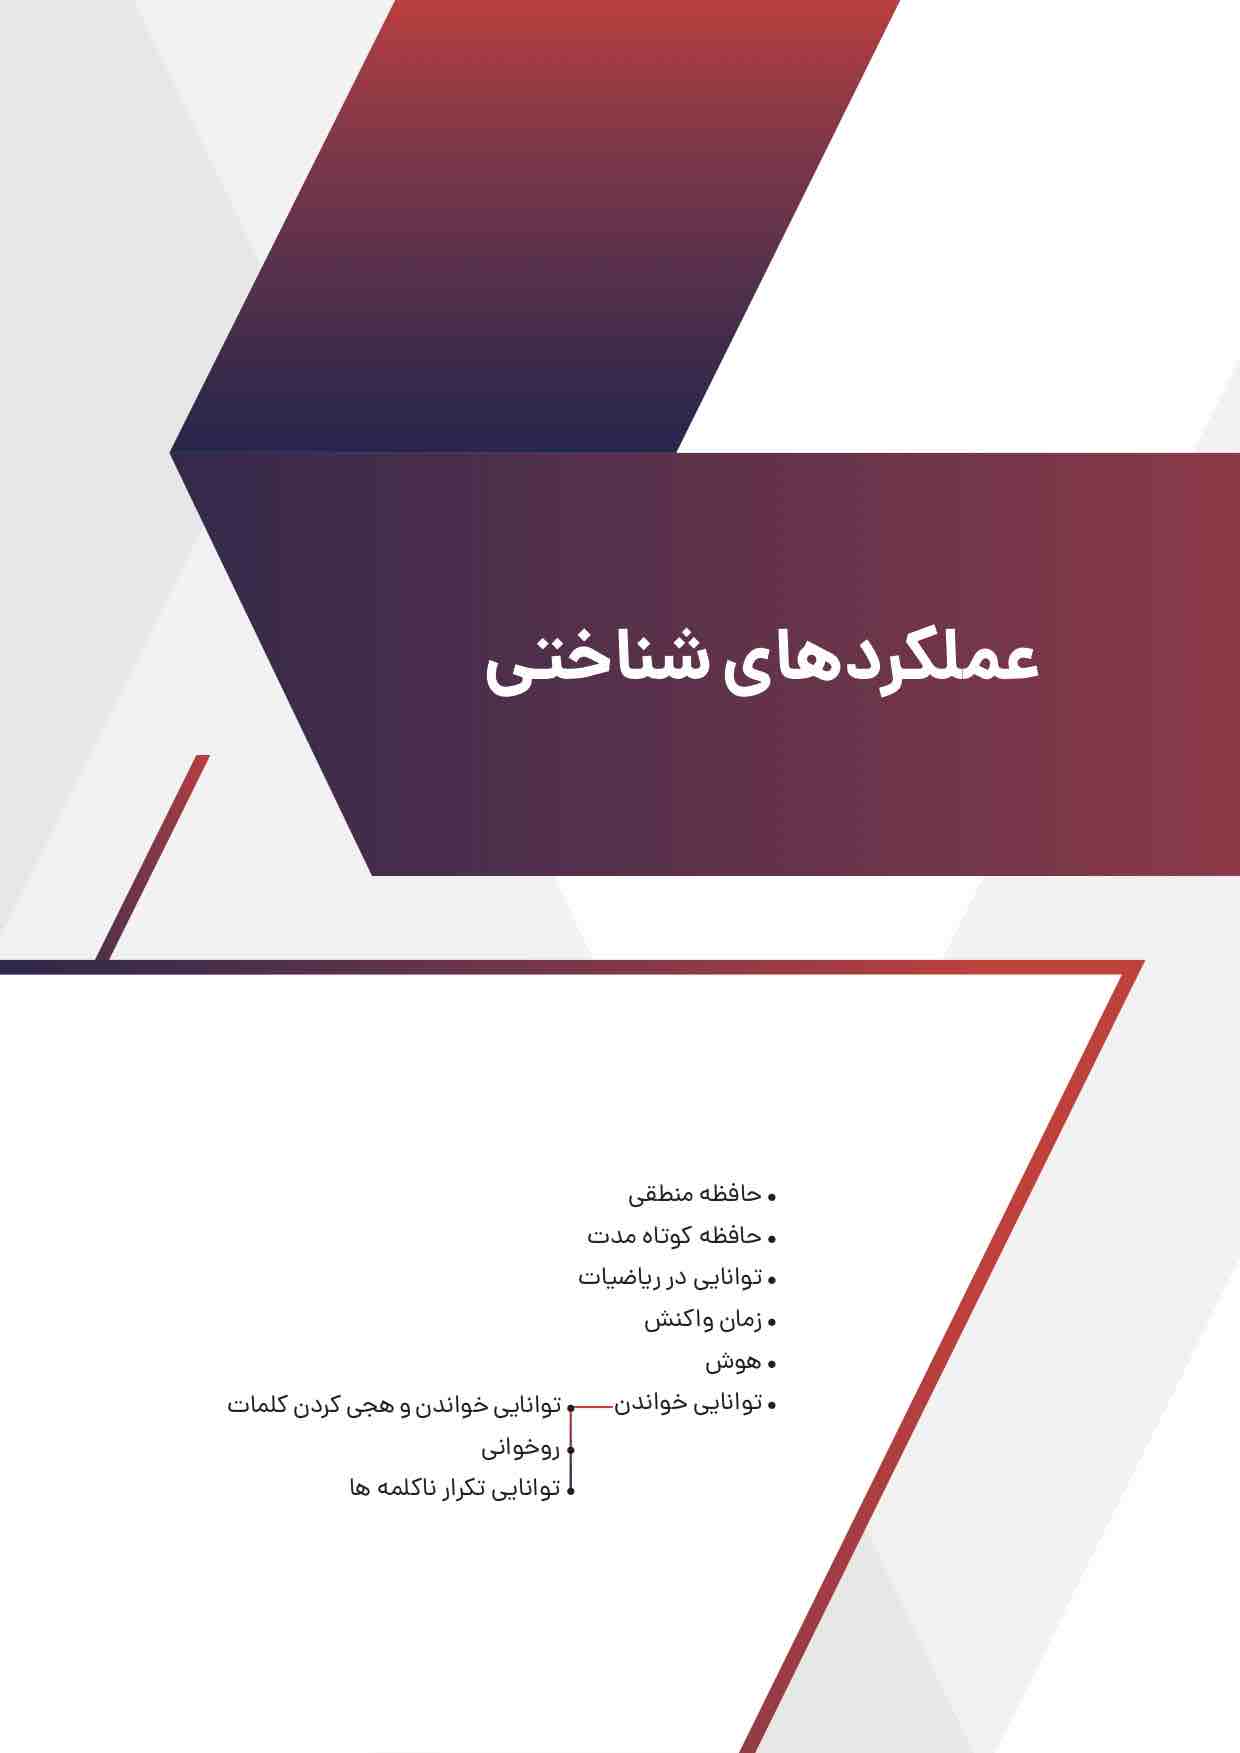 عملکردهای شناختی
• حافظه منطقی
• حافظه کوتاه مدت
• توانایی در ریاضیات
• زمان واکنش
• هوش
• توانایی خواندن
• توانایی خواندن و هجی کردن کلمات
• روخوانی
• توانایی تکرار ناکلمه ها